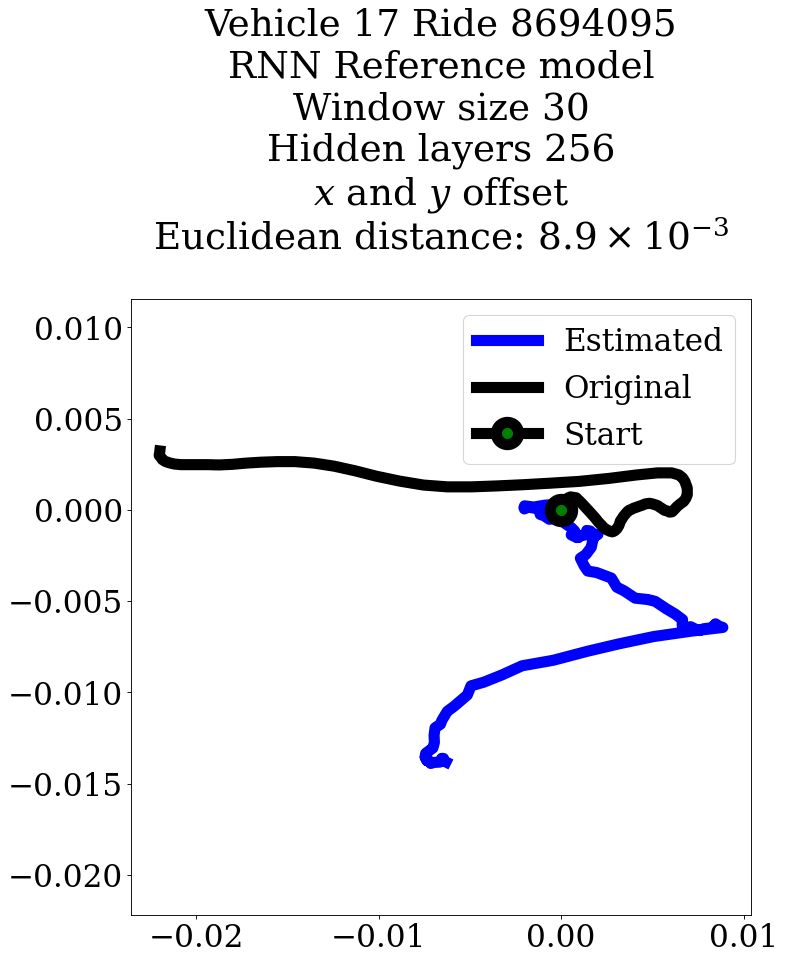 Vehicle 17 Ride 8694095
RNN Reference model
Window size 30
Hidden layers 256
x and y offset
Euclidean distance: 8.9 × 10⁻³
Estimated
Original
Start
0.010
0.005
0.000
−0.005
−0.010
−0.015
−0.020
−0.02 −0.01 0.00 0.01